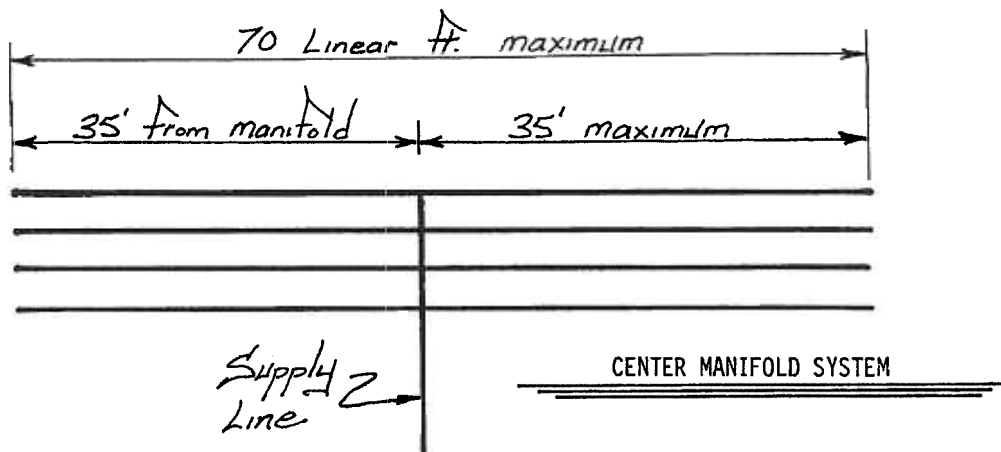 70 Linear ft. maximum
35' from manifold
35' maximum
Supply
Line
CENTER MANIFOLD SYSTEM